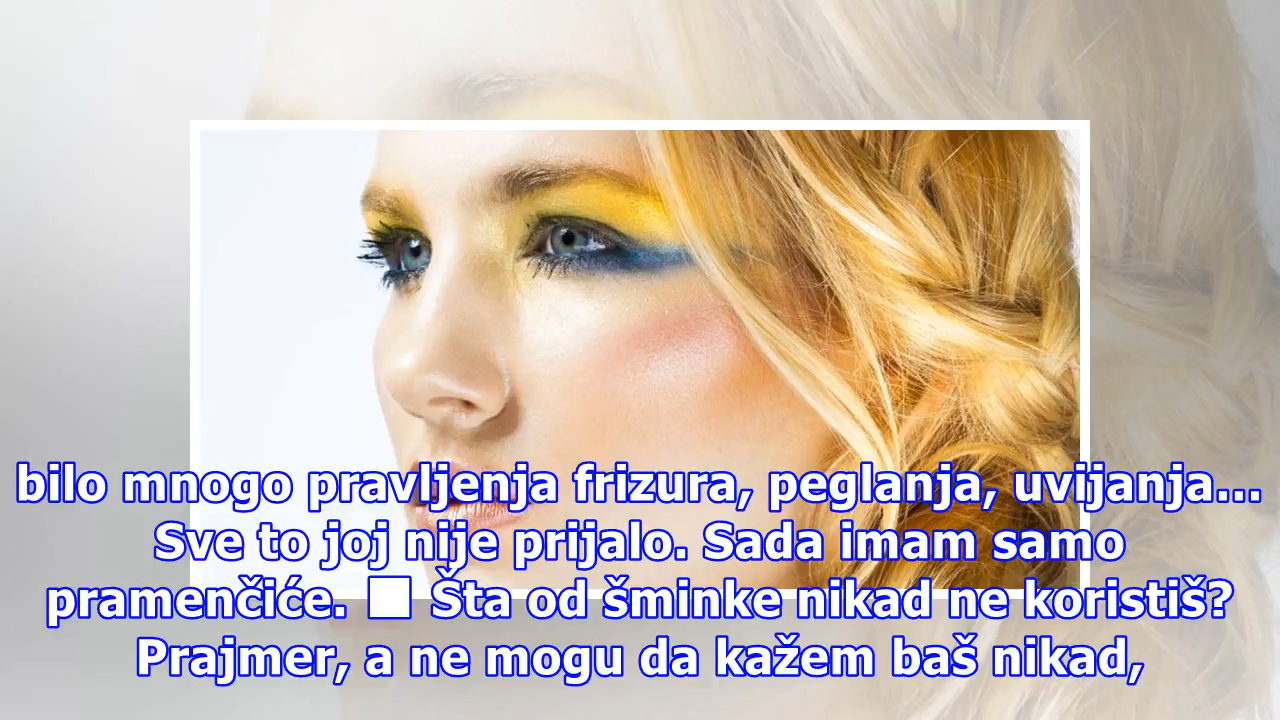 bilo mnogo pravljenja frizura, peglanja, uvijanja...
Sve to joj nije prijalo. Sada imam samo
pramenčiće. ■ Šta od šminke nikad ne koristiš?
Prajmer, a ne mogu da kažem baš nikad,